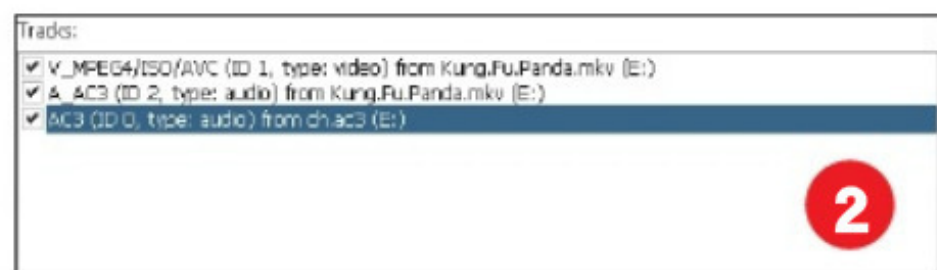 Tracks:
V_MPEG4/ISO/AVC (ID 1, type: video) from Kung.Fu.Panda.mkv (E:)
A_AC3 (ID 2, type: audio) from Kung.Fu.Panda.mkv (E:)
AC3 (ID 0, type: audio) from ch.ac3 (E:)
2